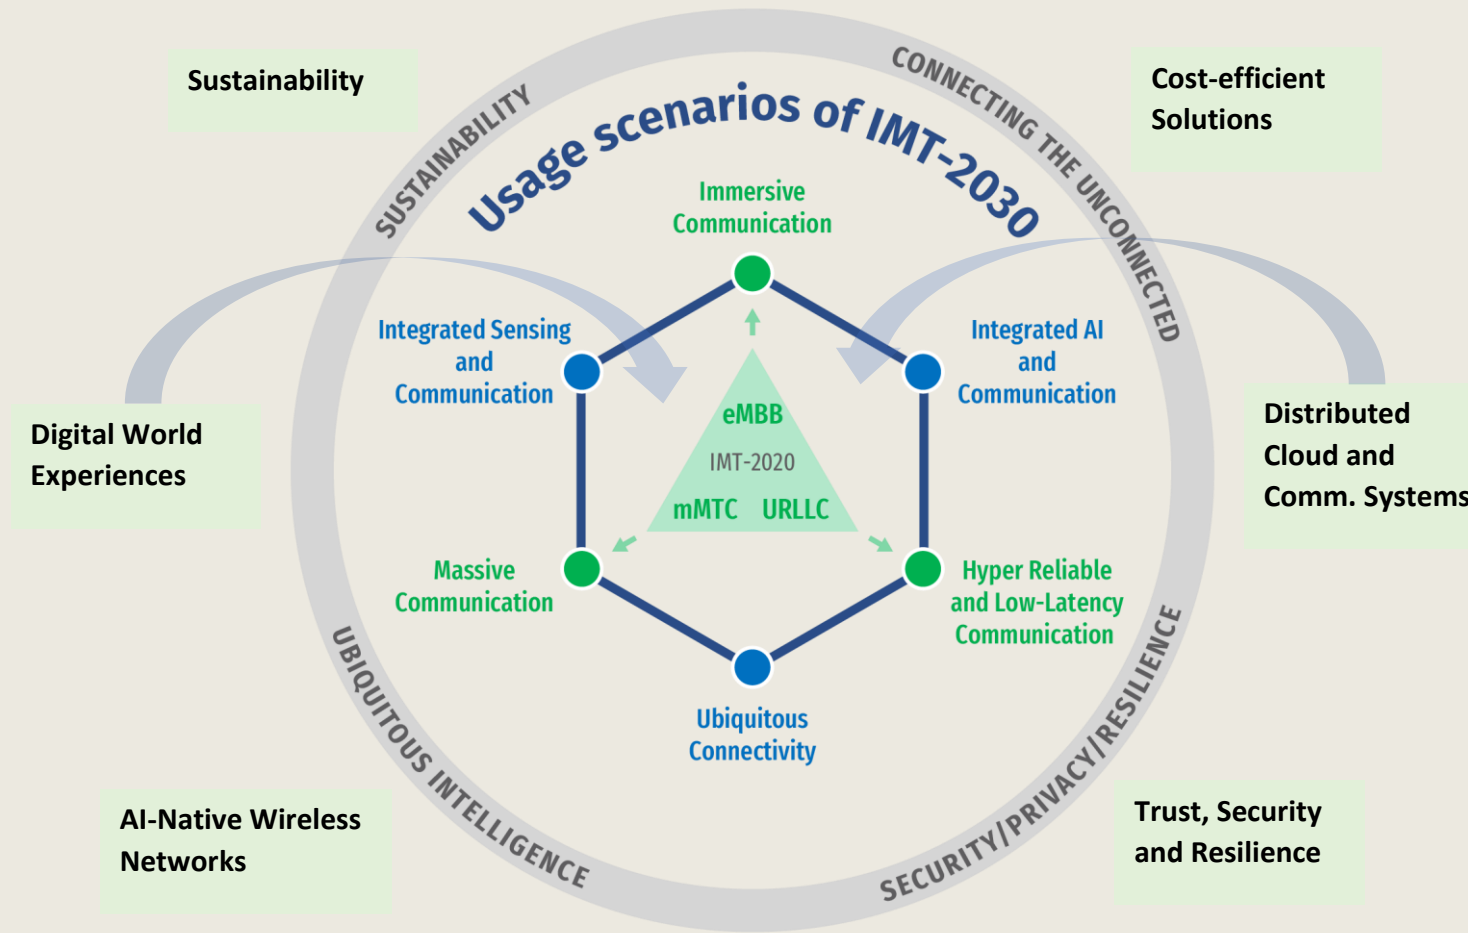 Sustainability
Cost-efficient
Solutions
SUSTAINABILITY
CONNECTING THE UNCONNECTED
Usage scenarios of IMT-2030
Immersive
Communication
Integrated Sensing
and
Communication
Integrated AI
and
Communication
Digital World
Experiences
eMBB
IMT-2020
mMTC URLLC
Distributed
Cloud and
Comm. Systems
Massive
Communication
Hyper Reliable
and Low-Latency
Communication
Ubiquitous
Connectivity
UBIQUITOUS INTELLIGENCE
SECURITY/PRIVACY/RESILIENCE
AI-Native Wireless
Networks
Trust, Security
and Resilience